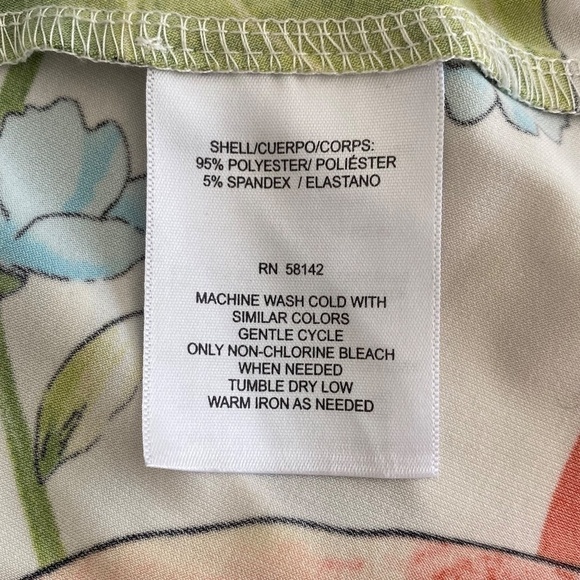 SHELL/CUERPO/CORPS:
95% POLYESTER/ POLIÉSTER
5% SPANDEX / ELASTANO
RN 58142
MACHINE WASH COLD WITH
SIMILAR COLORS
GENTLE CYCLE
ONLY NON-CHLORINE BLEACH
WHEN NEEDED
TUMBLE DRY LOW
WARM IRON AS NEEDED